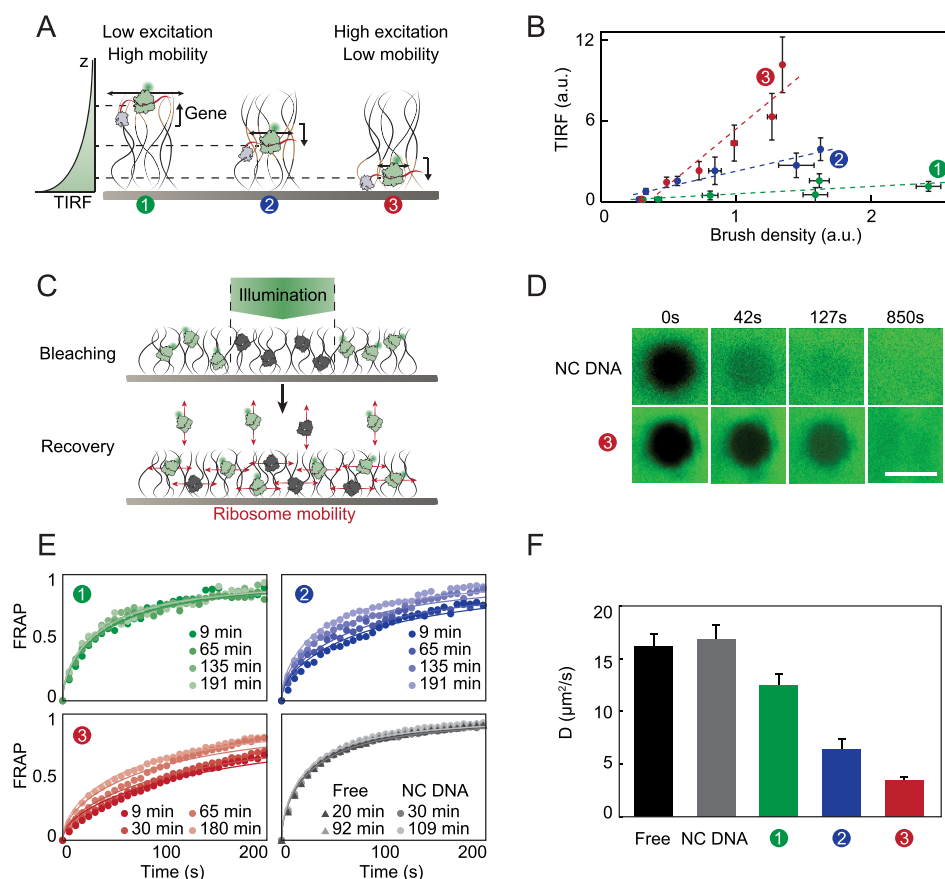 A
Low excitation
High mobility
High excitation
Low mobility
z
Gene
TIRF
1
2
3
B
TIRF (a.u.)
12
6
0
3
2
1
0
1
2
Brush density (a.u.)
C
Illumination
Bleaching
Recovery
Ribosome mobility
D
0s
42s
127s
850s
NC DNA
3
E
FRAP
1
0.5
0
1
9 min
65 min
135 min
191 min
2
9 min
65 min
135 min
191 min
FRAP
1
0.5
0
3
9 min
65 min
30 min
180 min
Free
NC DNA
20 min
30 min
92 min
109 min
0
100
200
0
100
200
Time (s)
Time (s)
F
D (μm²/s)
20
15
10
5
0
Free
NC DNA
1
2
3